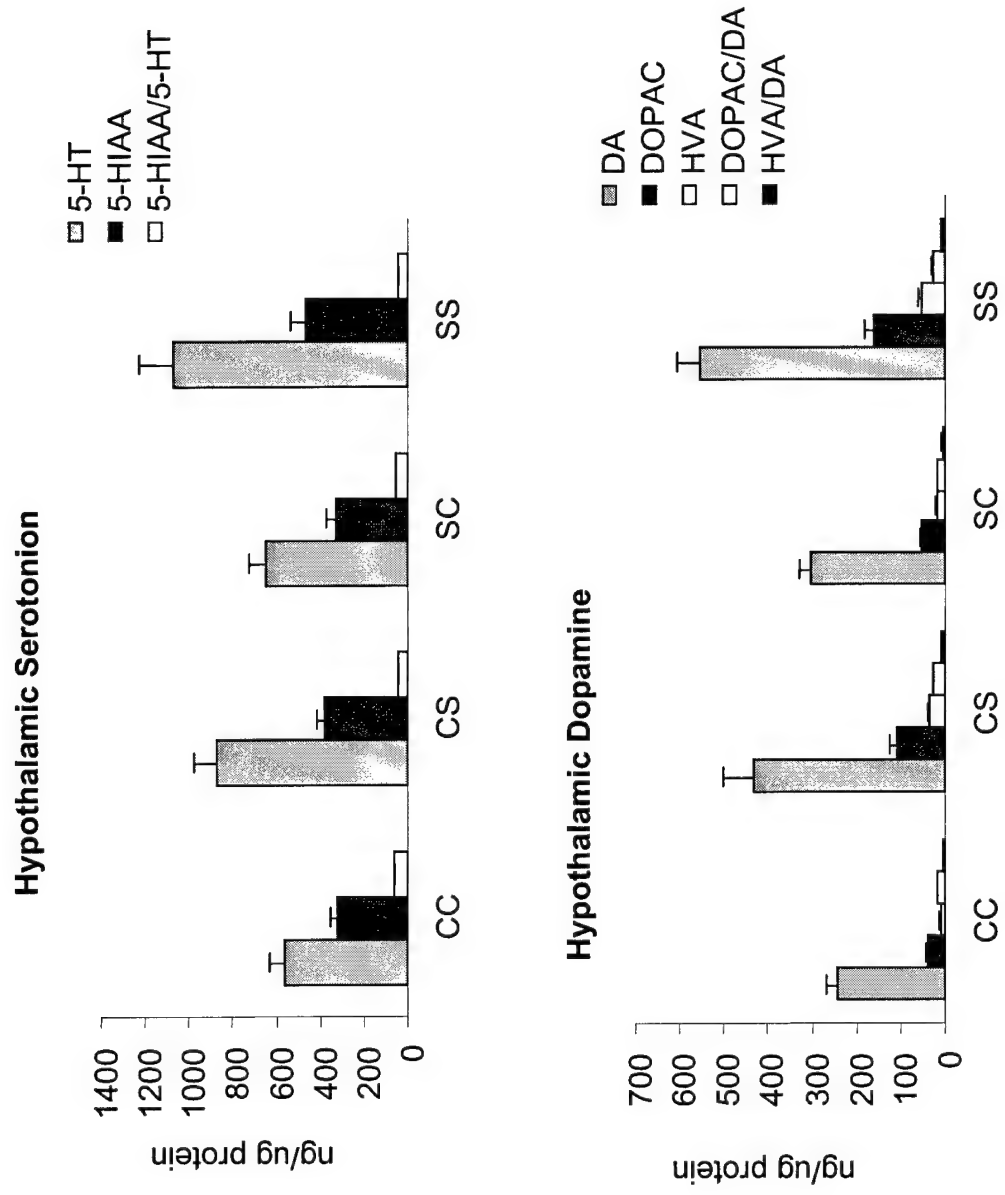 Hypothalamic Serotonion
5-HT
5-HIAA
5-HIAA/5-HT
ng/ug protein
1400
1200
1000
800
600
400
200
0
CC
CS
SC
SS
Hypothalamic Dopamine
DA
DOPAC
HVA
DOPAC/DA
HVA/DA
ng/ug protein
700
600
500
400
300
200
100
0
CC
CS
SC
SS